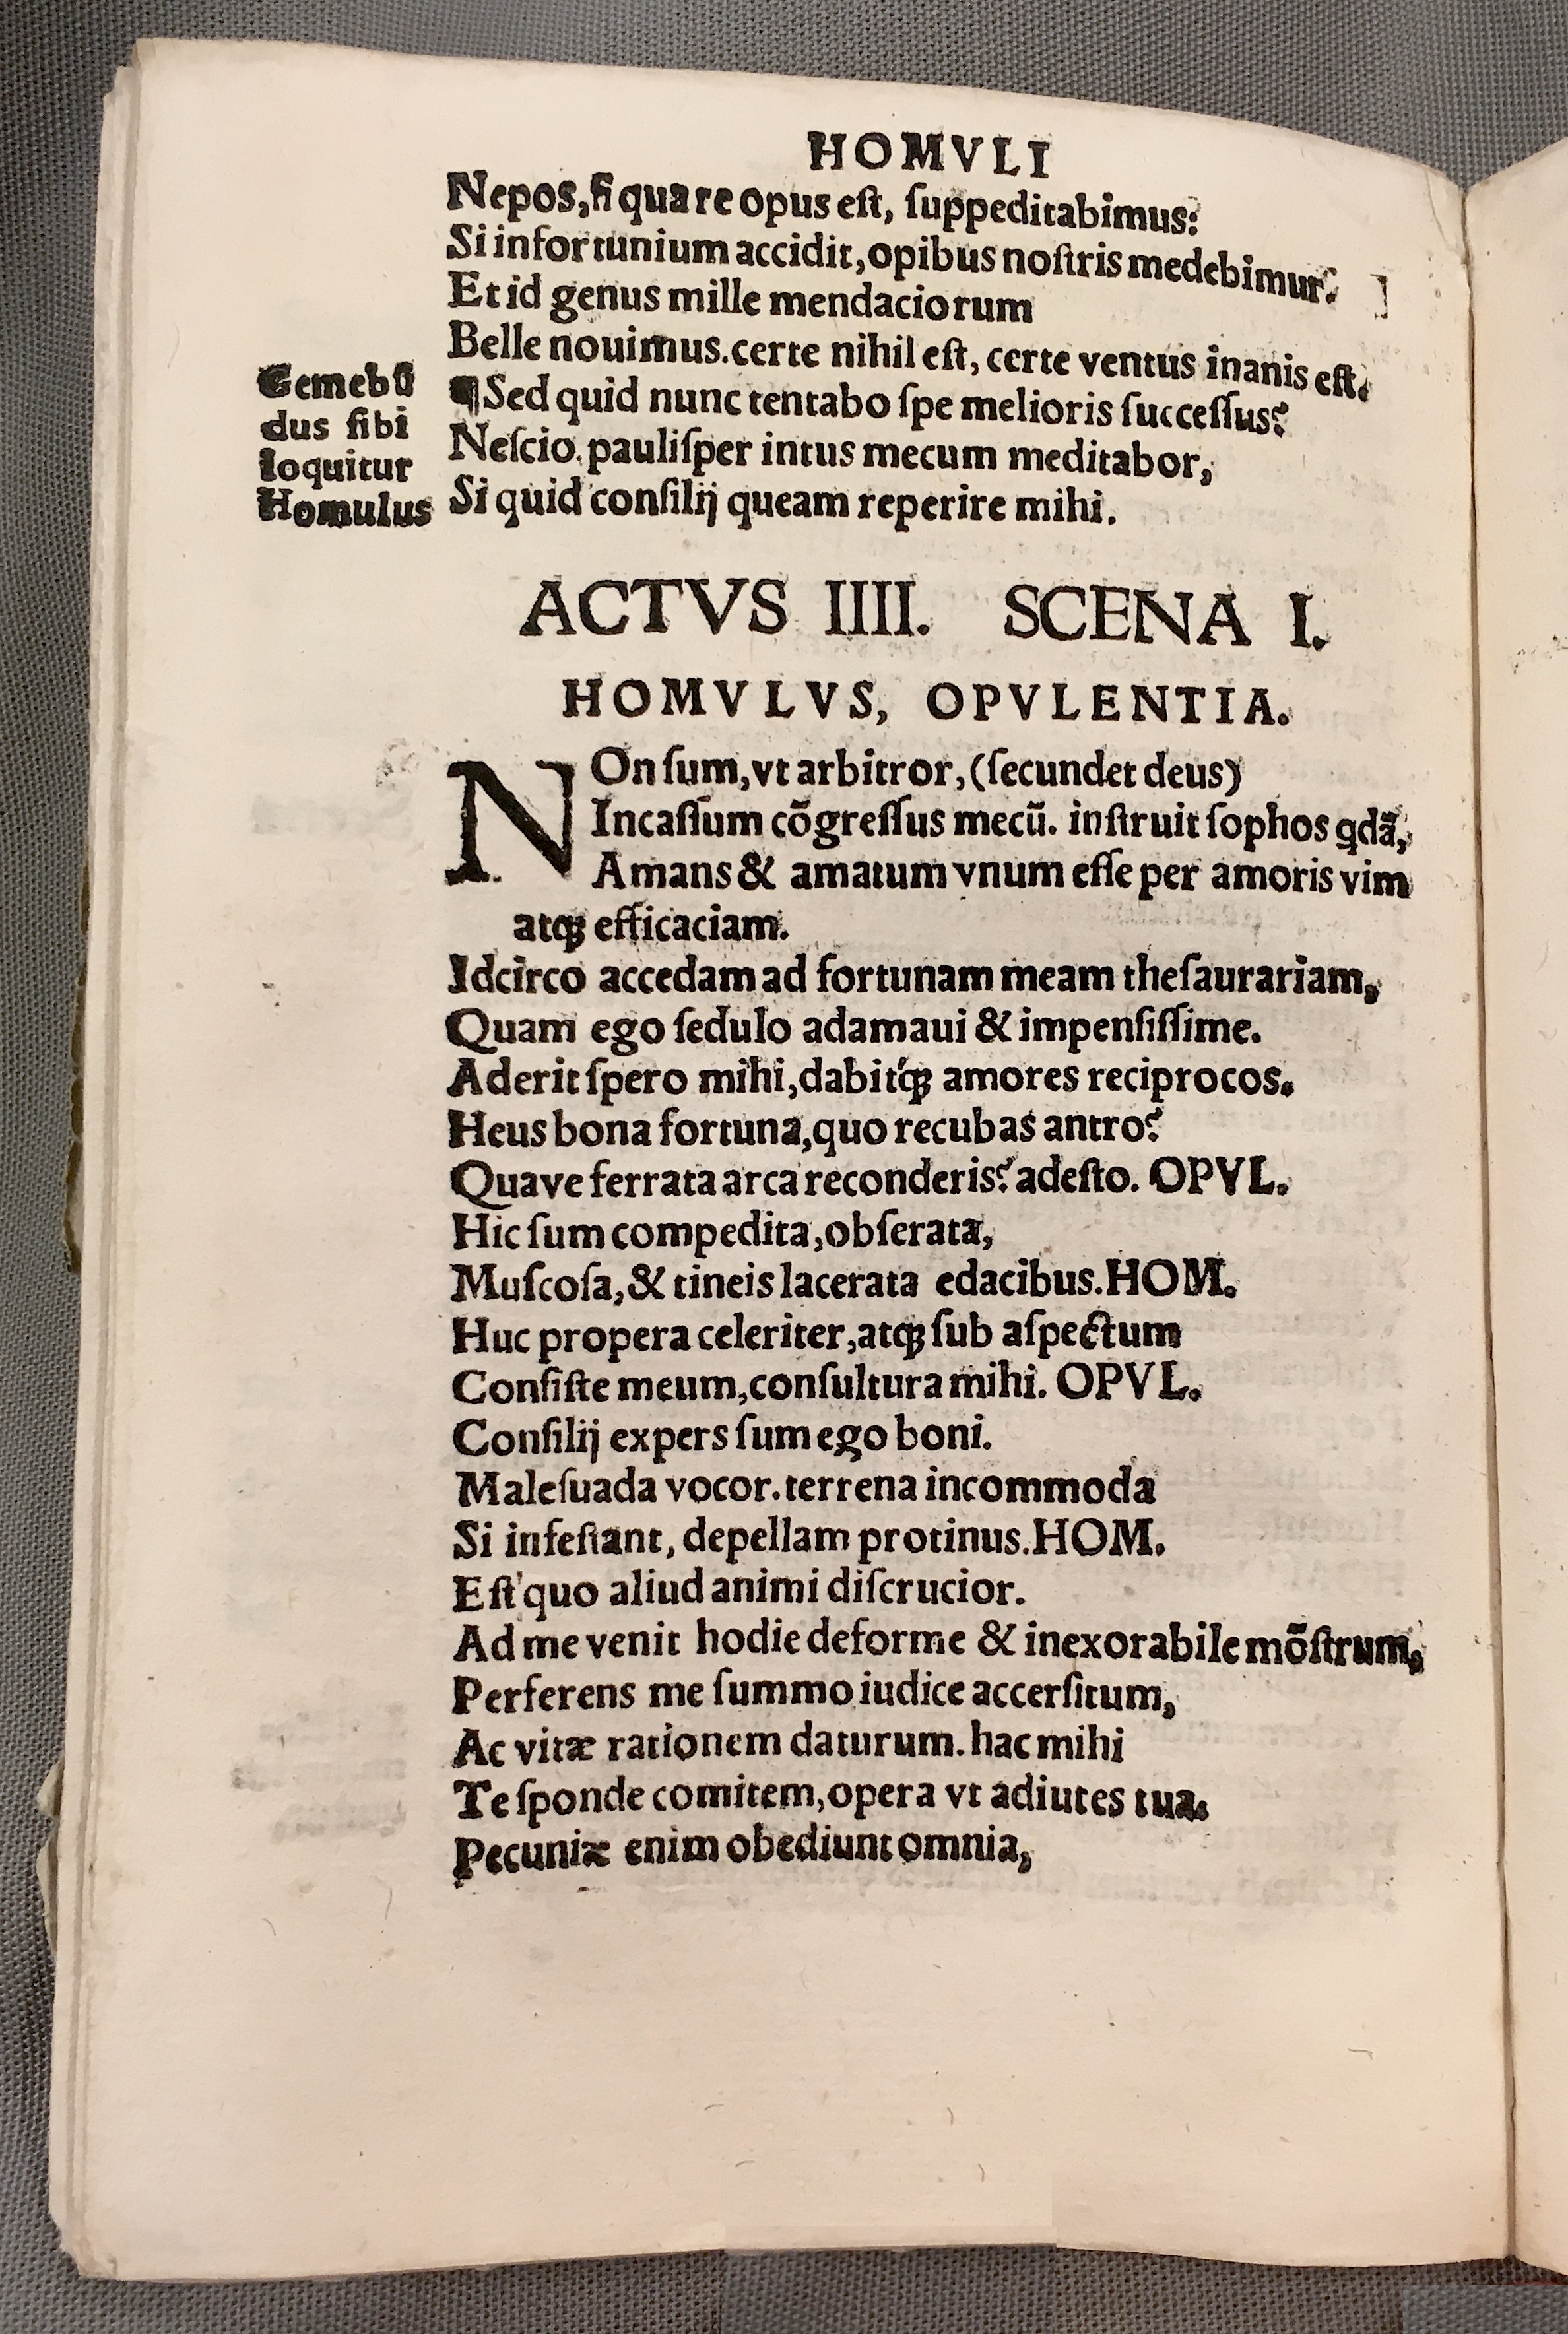 HOMVLI
Nepos, ſi qua re opus eſt, ſuppeditabimus:
Si infortunium accidit, opibus noſtris medebimur:
Et id genus mille mendaciorum
Belle nouimus. certe nihil eſt, certe ventus inanis eſt.
¶ Sed quid nunc tentabo ſpe melioris ſucceſſus?
Neſcio. pauliſper intus mecum meditabor,
Si quid conſilij queam reperire mihi.
Gemebū
dus ſibi
loquitur
Homulus
ACTVS IIII. SCENA I.
HOMVLVS, OPVLENTIA.
NOn ſum, vt arbitror, (ſecundet deus)
Incaſſum cõgreſſus mecũ. inſtruit ſophos qdã,
Amans & amatum vnum eſſe per amoris vim
atqꝫ efficaciam.
Idcirco accedam ad fortunam meam theſaurariam,
Quam ego ſedulo adamaui & impenſiſſime.
Aderit ſpero mihi, dabitq́ꝫ amores reciprocos.
Heus bona fortuna, quo recubas antro?
Quave ferrata arca reconderis? adeſto. OPVL.
Hic ſum compedita, obſerata,
Muſcoſa, & tineis lacerata edacibus. HOM.
Huc propera celeriter, atqꝫ ſub aſpectum
Conſiſte meum, conſultura mihi. OPVL.
Conſilij expers ſum ego boni.
Maleſuada vocor. terrena incommoda
Si infeſtant, depellam protinus. HOM.
Eſt quo aliud animi diſcrucior.
Ad me venit hodie deforme & inexorabile mõſtrum,
Perferens me ſummo iudice accerſitum,
Ac vitæ rationem daturum. hac mihi
Te ſponde comitem, opera vt adiutes tua.
Pecuniæ enim obediunt omnia,